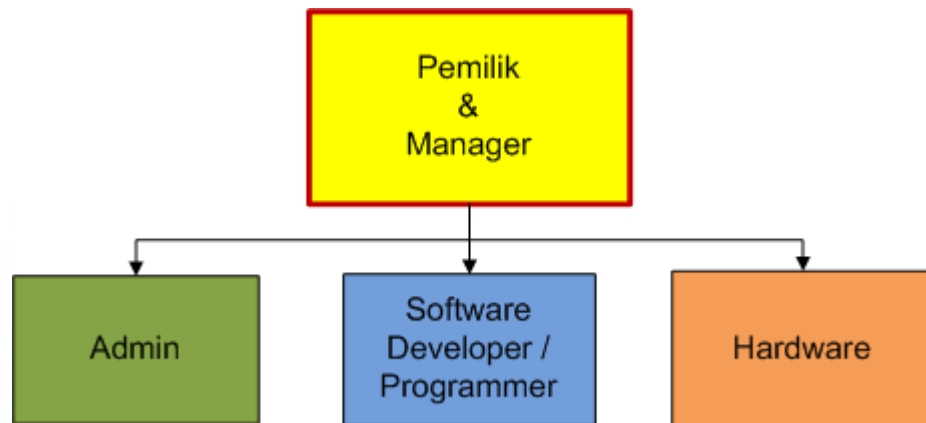 Pemilik
&
Manager
Admin
Software
Developer /
Programmer
Hardware